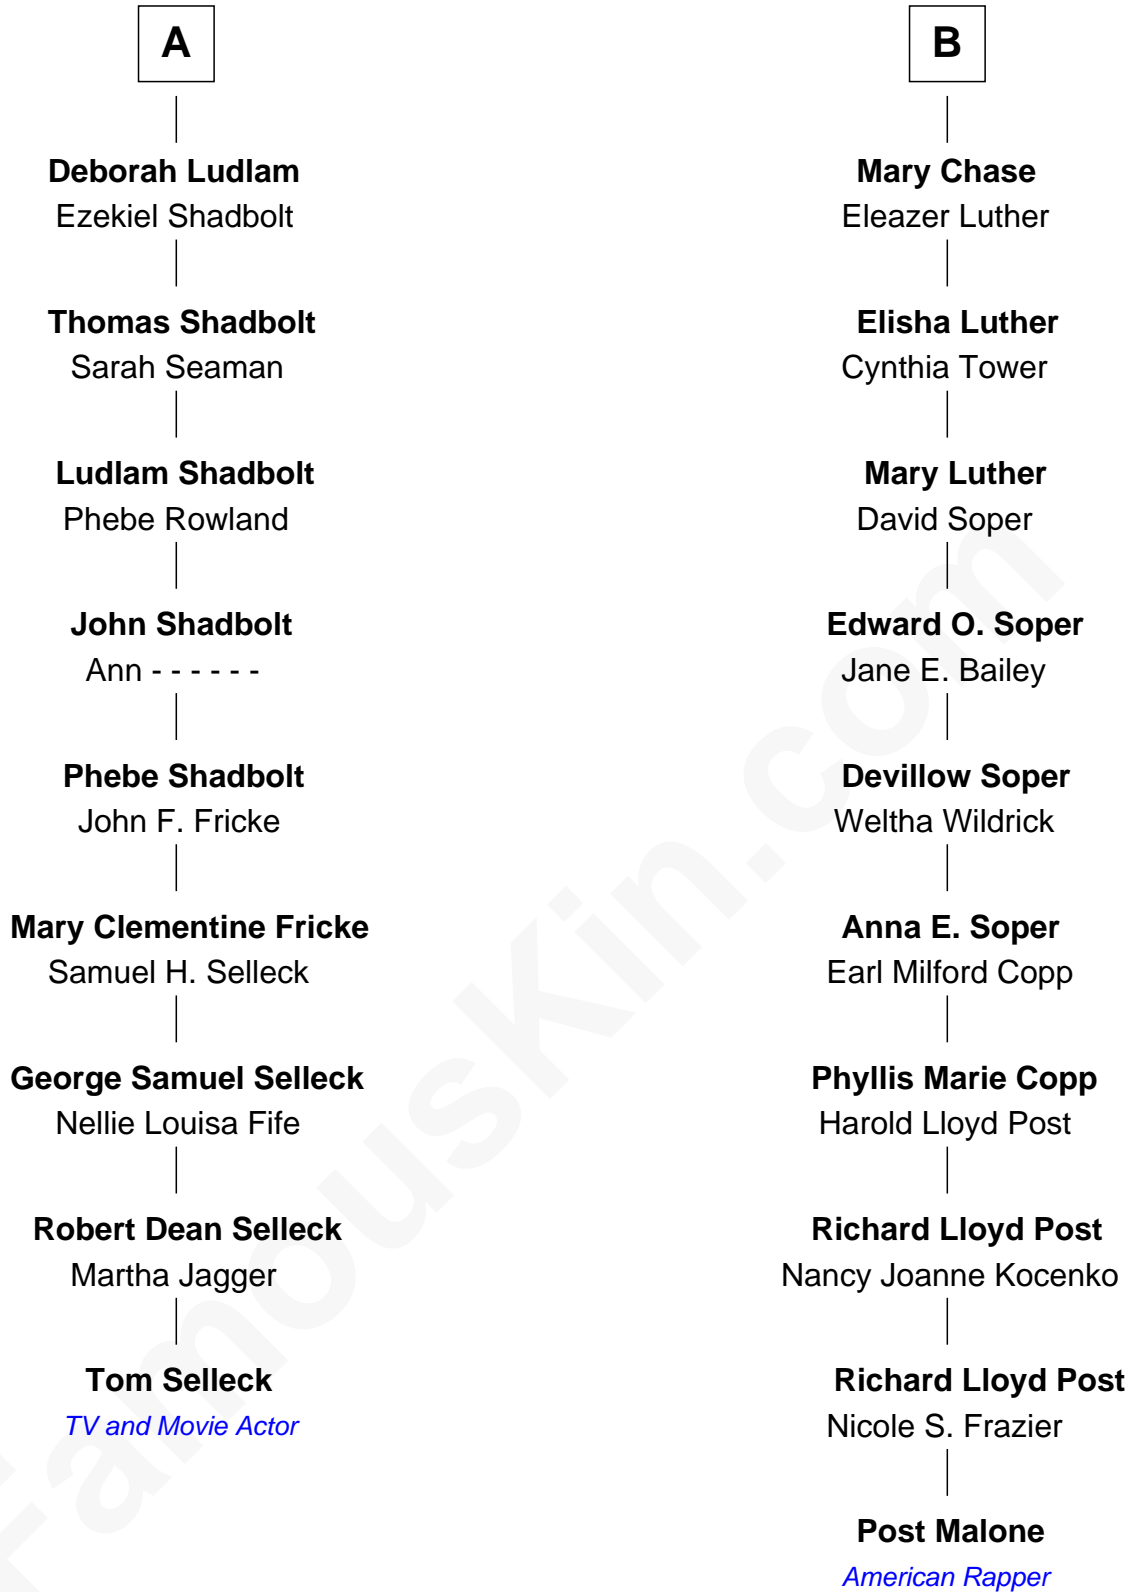 A
Deborah Ludlam
Ezekiel Shadbolt
Thomas Shadbolt
Sarah Seaman
Ludlam Shadbolt
Phebe Rowland
John Shadbolt
Ann - - - - - -
Phebe Shadbolt
John F. Fricke
Mary Clementine Fricke
Samuel H. Selleck
George Samuel Selleck
Nellie Louisa Fife
Robert Dean Selleck
Martha Jagger
Tom Selleck
TV and Movie Actor
B
Mary Chase
Eleazer Luther
Elisha Luther
Cynthia Tower
Mary Luther
David Soper
Edward O. Soper
Jane E. Bailey
Devillow Soper
Weltha Wildrick
Anna E. Soper
Earl Milford Copp
Phyllis Marie Copp
Harold Lloyd Post
Richard Lloyd Post
Nancy Joanne Kocenko
Richard Lloyd Post
Nicole S. Frazier
Post Malone
American Rapper
FamousKin.com